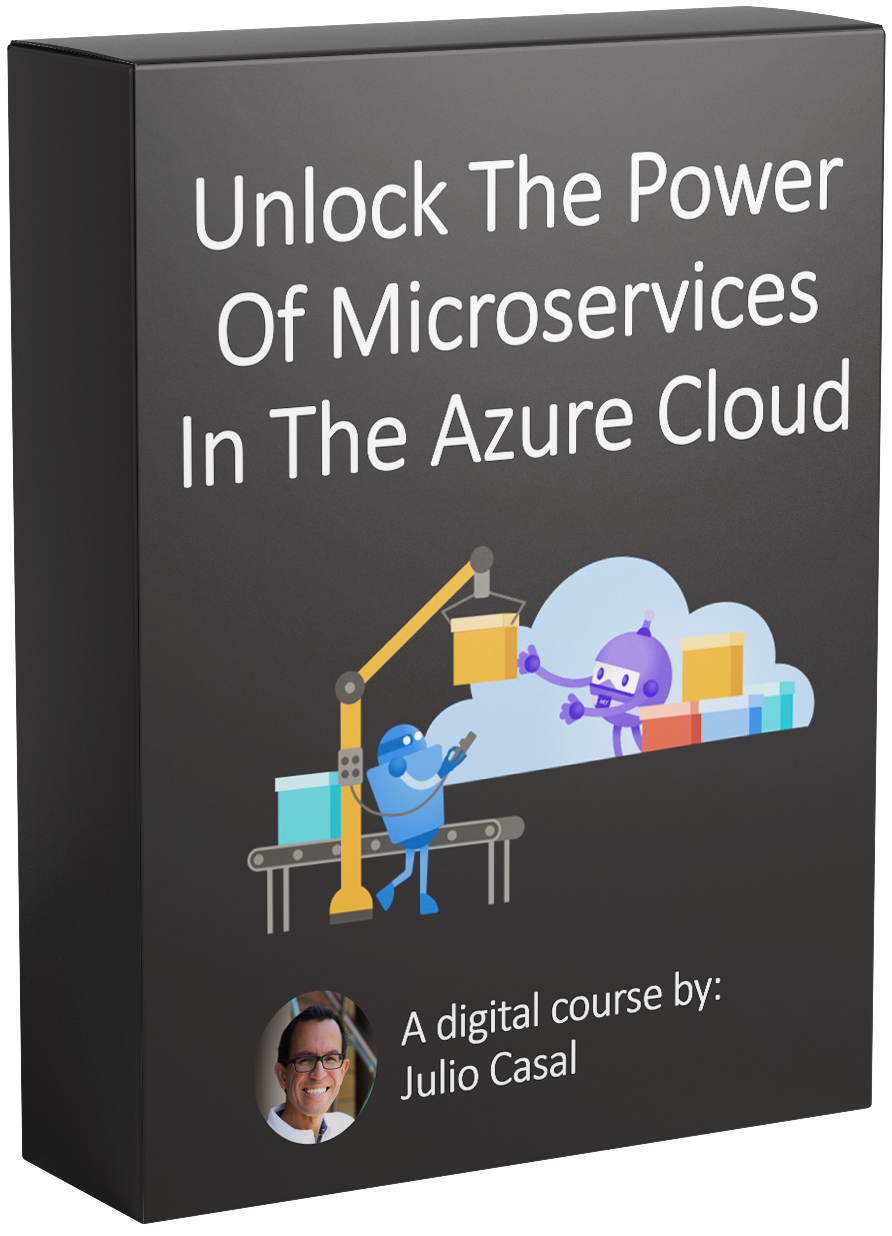 Unlock The Power
Of Microservices
In The Azure Cloud
A digital course by:
Julio Casal